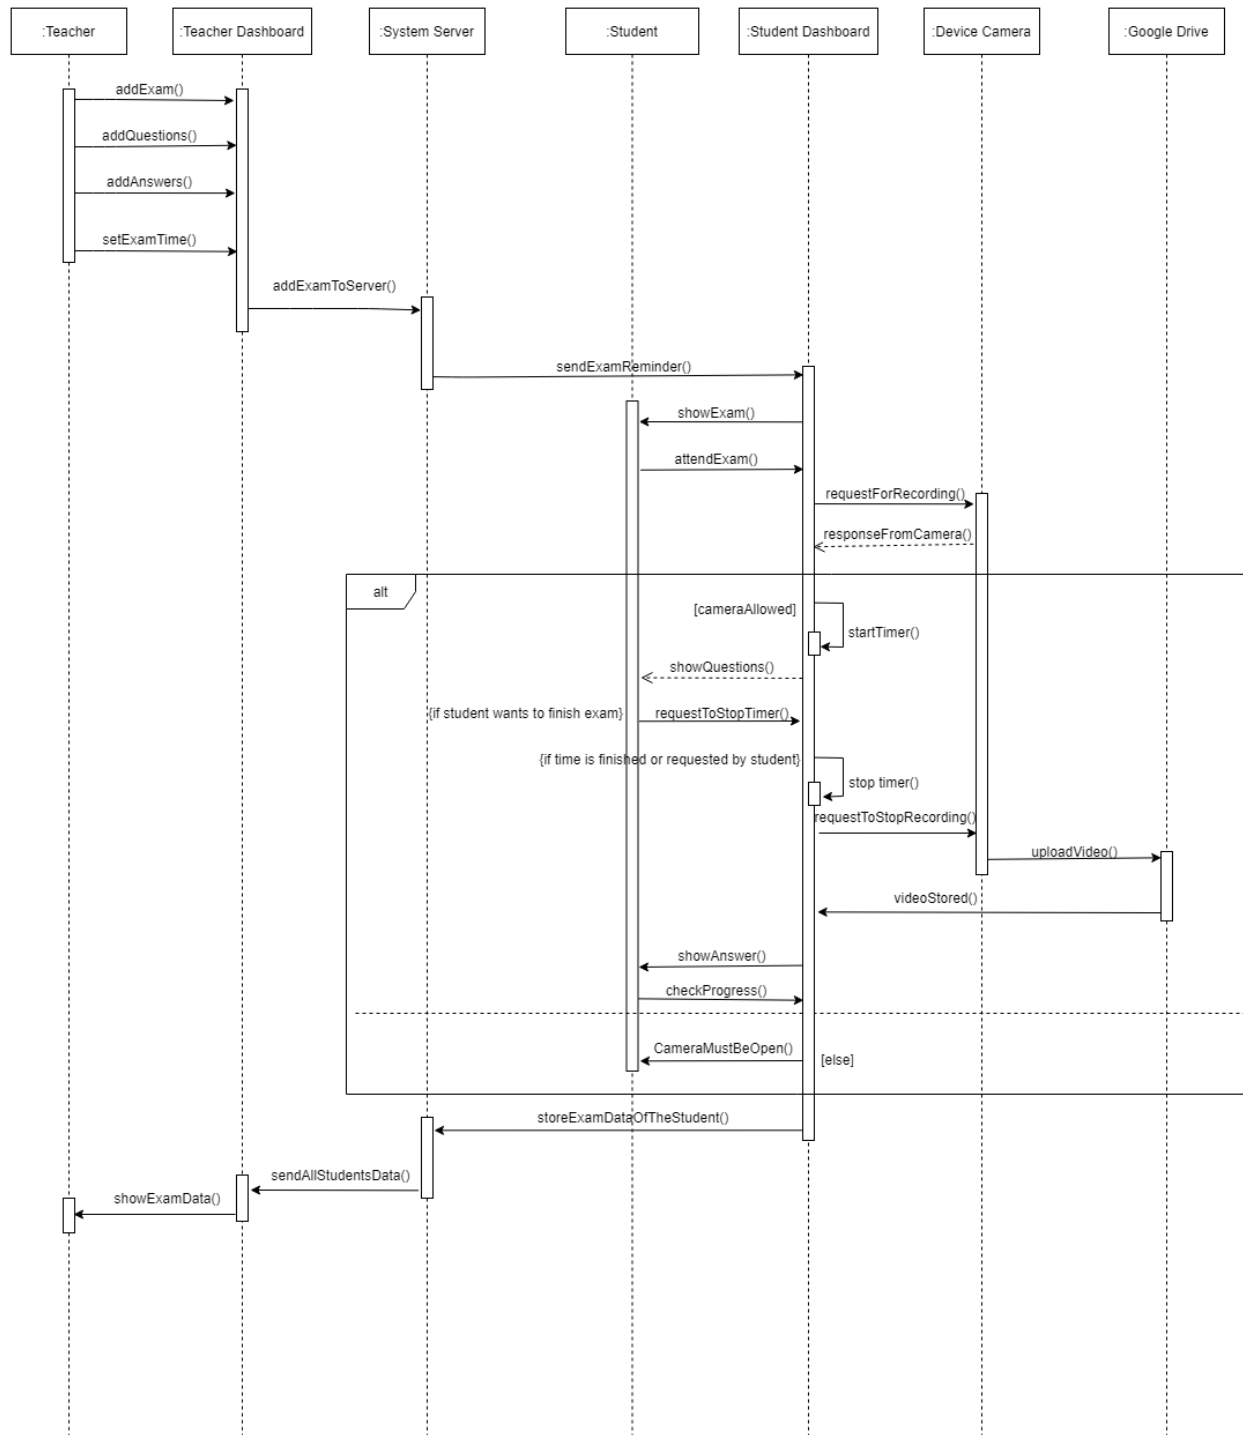 :Teacher
:Teacher Dashboard
:System Server
:Student
:Student Dashboard
:Device Camera
:Google Drive
addExam()
addQuestions()
addAnswers()
setExamTime()
addExamToServer()
sendExamReminder()
showExam()
attendExam()
requestForRecording()
responseFromCamera()
alt
[cameraAllowed]
startTimer()
showQuestions()
{if student wants to finish exam}
requestToStopTimer()
{if time is finished or requested by student}
stop timer()
requestToStopRecording()
uploadVideo()
videoStored()
showAnswer()
checkProgress()
CameraMustBeOpen()
[else]
storeExamDataOfTheStudent()
sendAllStudentsData()
showExamData()